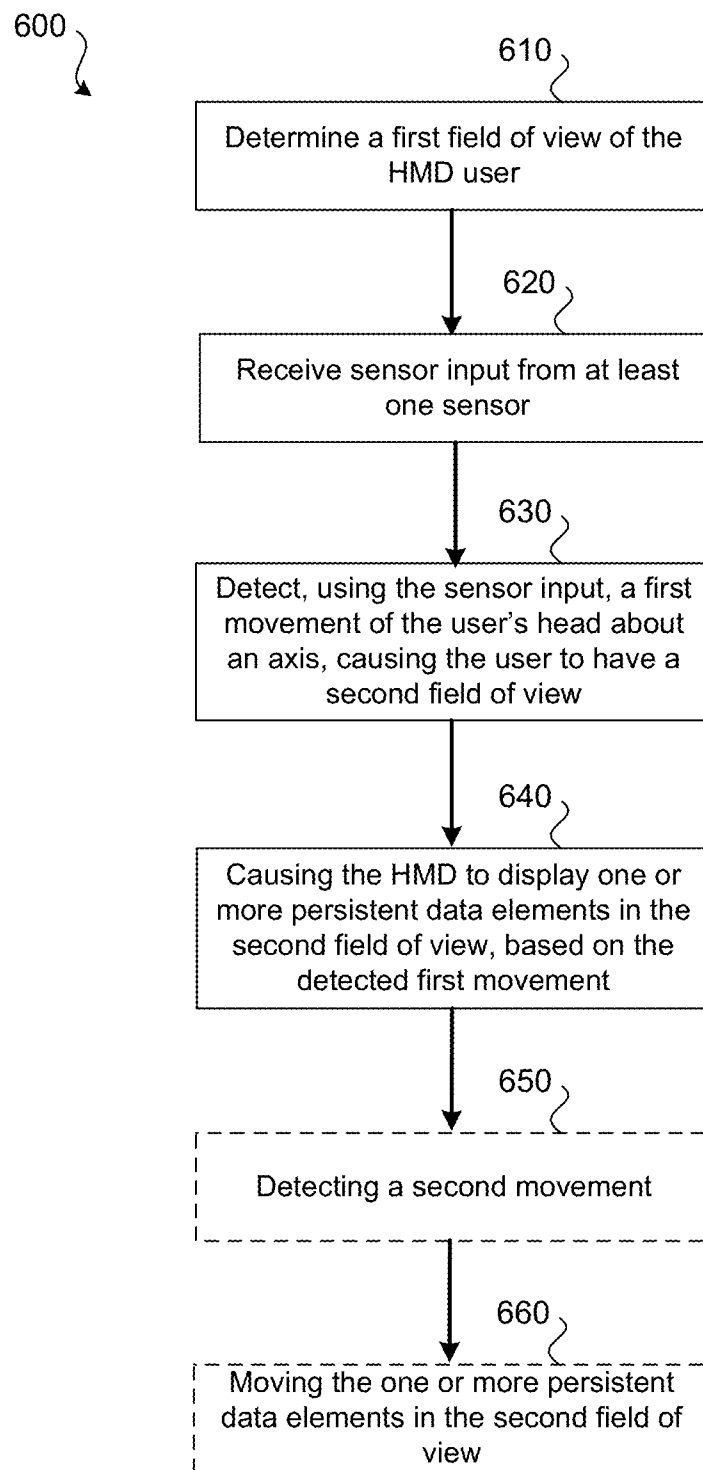 600
610
Determine a first field of view of the
HMD user
620
Receive sensor input from at least
one sensor
630
Detect, using the sensor input, a first
movement of the user's head about
an axis, causing the user to have a
second field of view
640
Causing the HMD to display one or
more persistent data elements in the
second field of view, based on the
detected first movement
650
Detecting a second movement
660
Moving the one or more persistent
data elements in the second field of
view